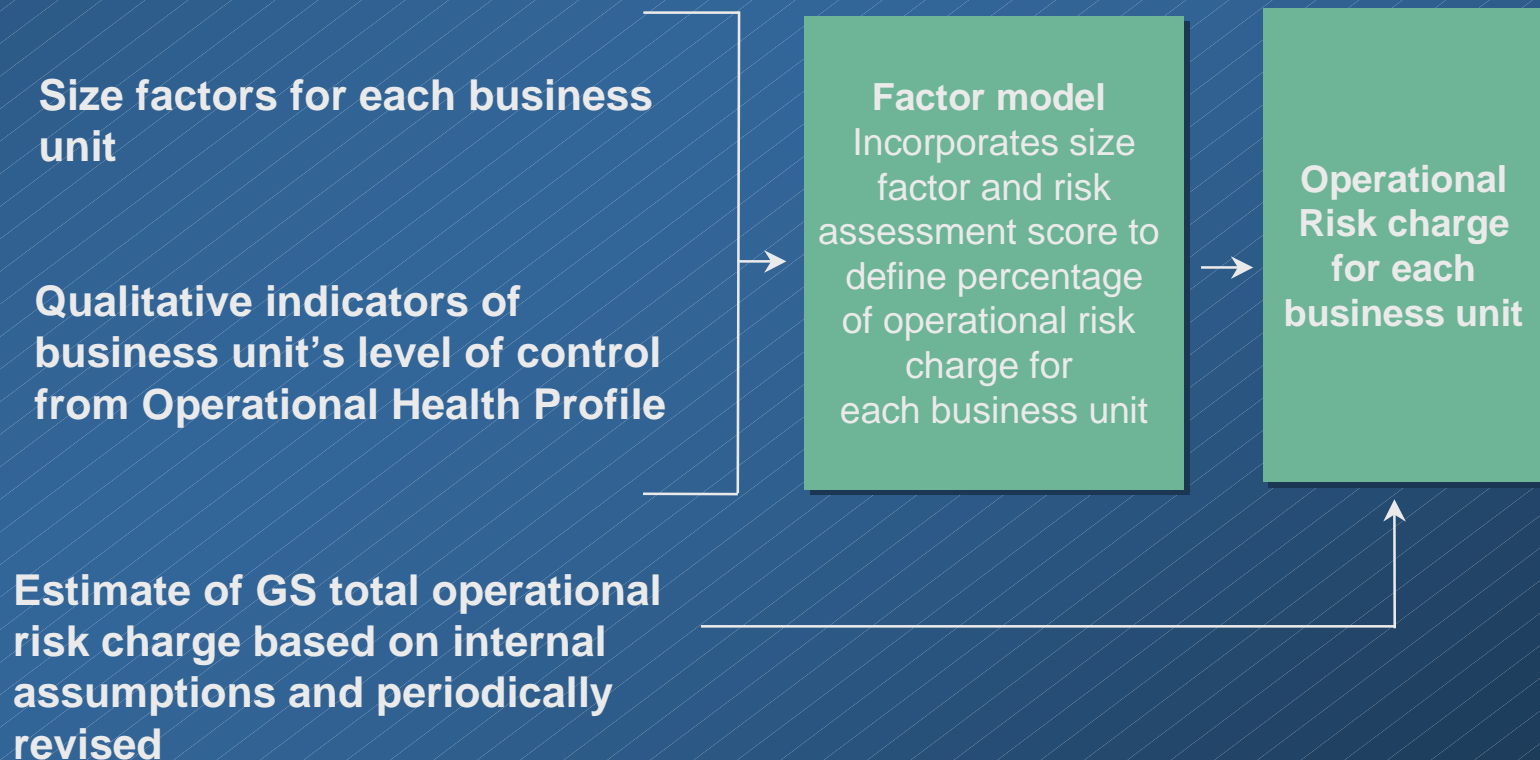 Size factors for each business
unit
Qualitative indicators of
business unit’s level of control
from Operational Health Profile
Estimate of GS total operational
risk charge based on internal
assumptions and periodically
revised
Factor model
Incorporates size
factor and risk
assessment score to
define percentage
of operational risk
charge for
each business unit
Operational
Risk charge
for each
business unit